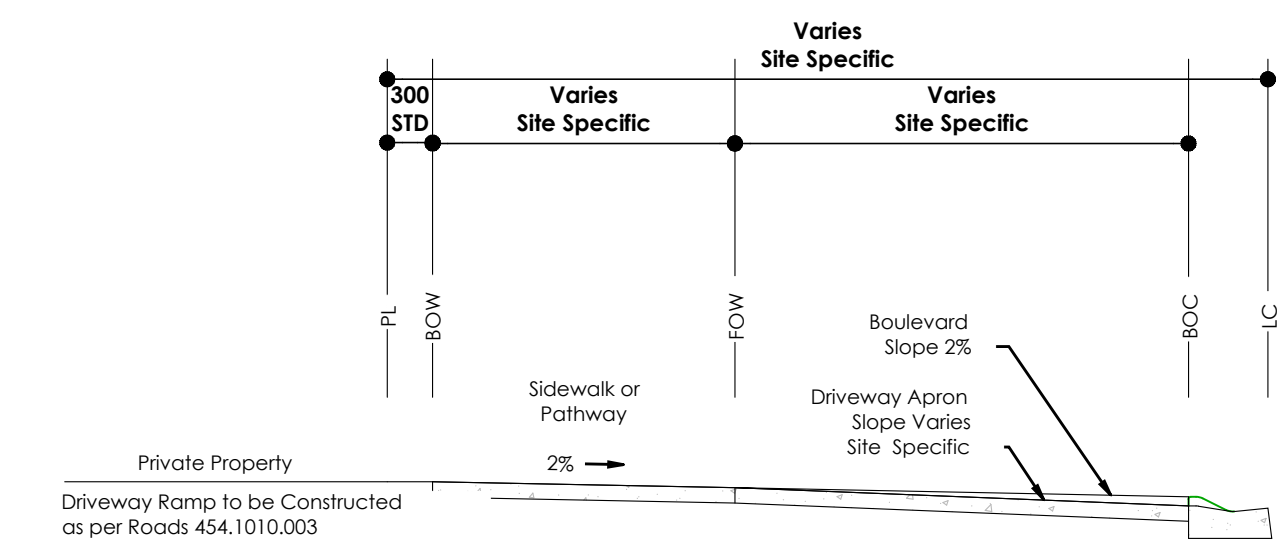 Varies
Site Specific
300
STD
Varies
Site Specific
Varies
Site Specific
PL
BOW
FOW
BOC
LC
Boulevard
Slope 2%
Sidewalk or
Pathway
Driveway Apron
Slope Varies
Site Specific
Private Property
2%
Driveway Ramp to be Constructed
as per Roads 454.1010.003